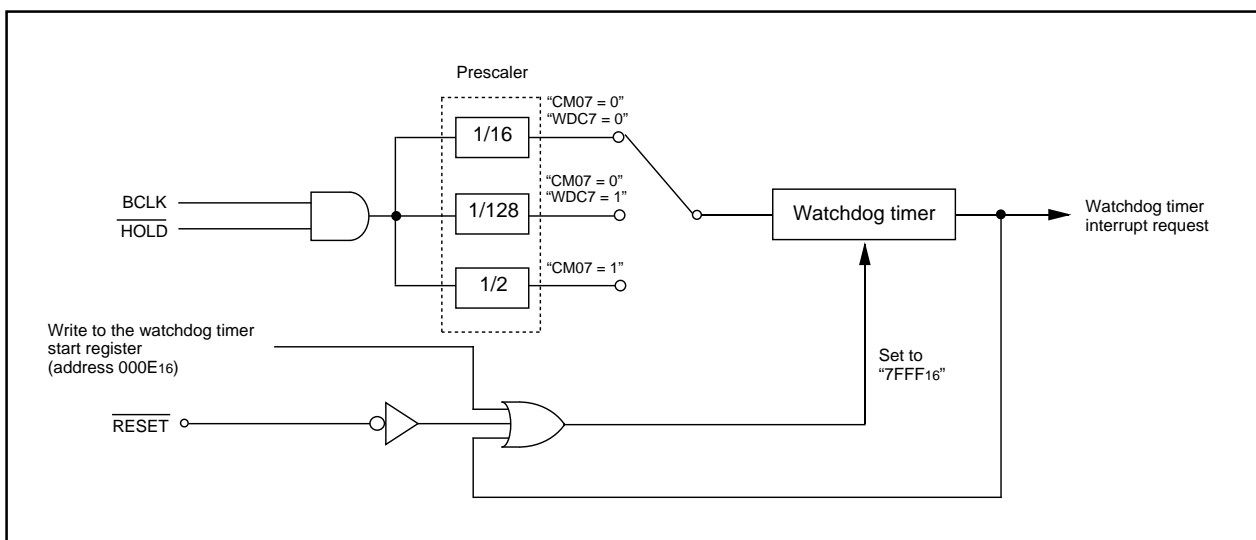 Prescaler
“CM07 = 0”
“WDC7 = 0”
1/16
“CM07 = 0”
“WDC7 = 1”
1/128
“CM07 = 1”
1/2
BCLK
HOLD
Watchdog timer
Watchdog timer
interrupt request
Write to the watchdog timer
start register
(address 000E16)
Set to
“7FFF16”
RESET